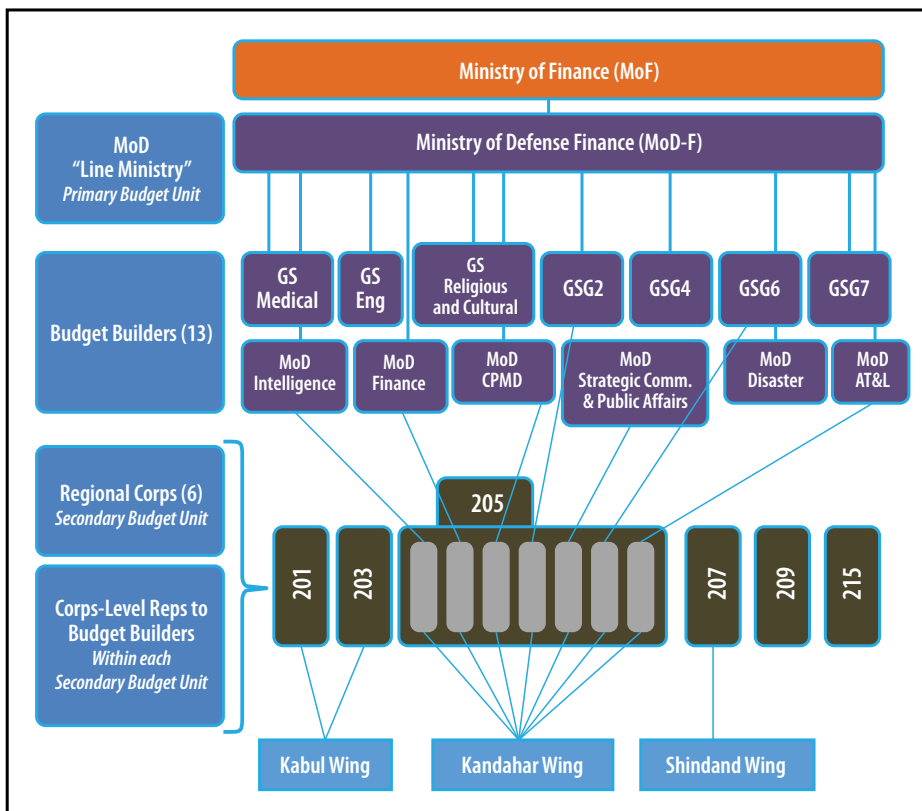 Ministry of Finance (MoF)
MoD
“Line Ministry”
Primary Budget Unit
Ministry of Defense Finance (MoD-F)
Budget Builders (13)
GS
Medical
GS
Eng
GS
Religious
and Cultural
GSG2
GSG4
GSG6
GSG7
MoD
Intelligence
MoD
Finance
MoD
CPMD
MoD
Strategic Comm.
& Public Affairs
MoD
Disaster
MoD
AT&L
Regional Corps (6)
Secondary Budget Unit
Corps-Level Reps to
Budget Builders
Within each
Secondary Budget Unit
201
203
205
207
209
215
Kabul Wing
Kandahar Wing
Shindand Wing